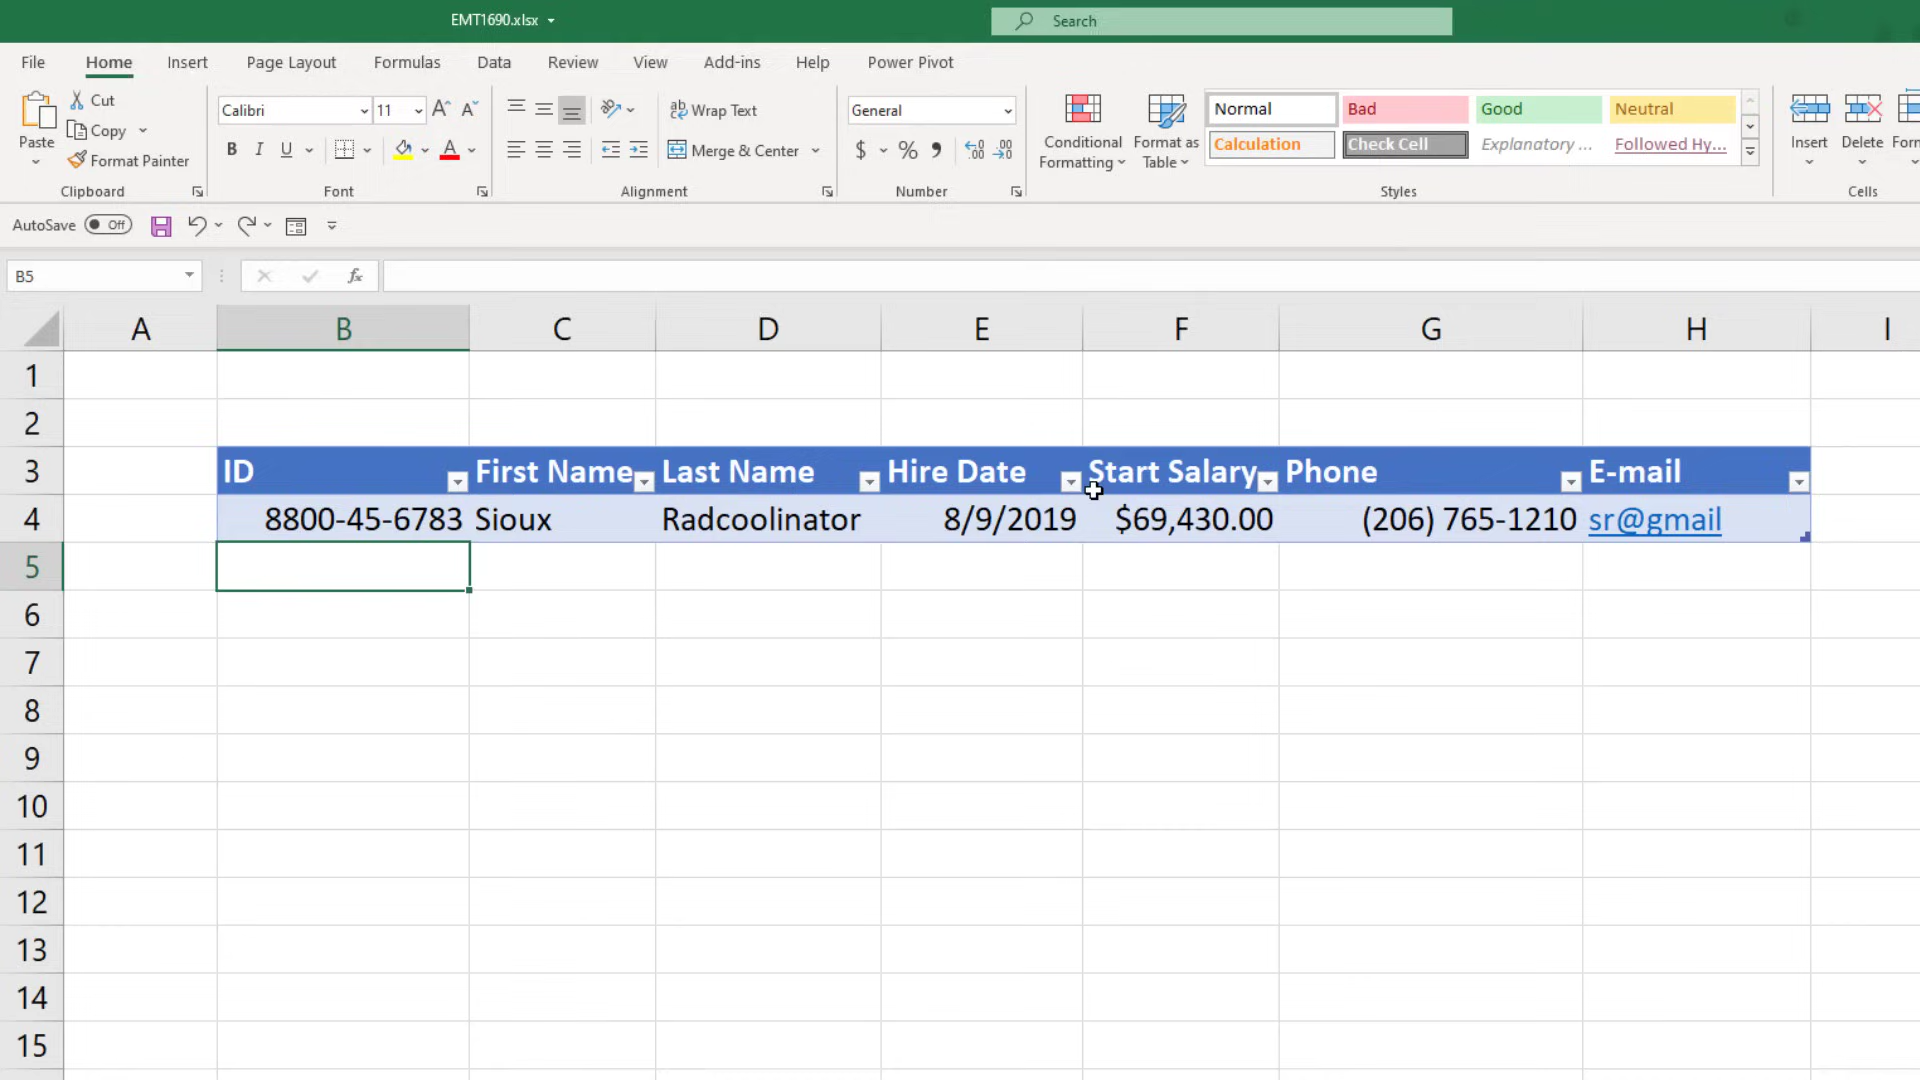 EMT1690.xlsx
Search
File Home Insert Page Layout Formulas Data Review View Add-ins Help Power Pivot
Paste
Cut
Copy
Format Painter
Clipboard
Calibri 11
B I U
Font
Wrap Text
Merge & Center
Alignment
General
$ % 9
Number
Conditional Formatting
Format as Table
Normal Bad Good Neutral
Calculation Check Cell Explanatory ... Followed Hy...
Styles
Insert Delete Form
Cells
AutoSave Off
B5 fx
A B C D E F G H I
1
2
3 ID First Name Last Name Hire Date Start Salary Phone E-mail
4 8800-45-6783 Sioux Radcoolinator 8/9/2019 $69,430.00 (206) 765-1210 sr@gmail
5
6
7
8
9
10
11
12
13
14
15